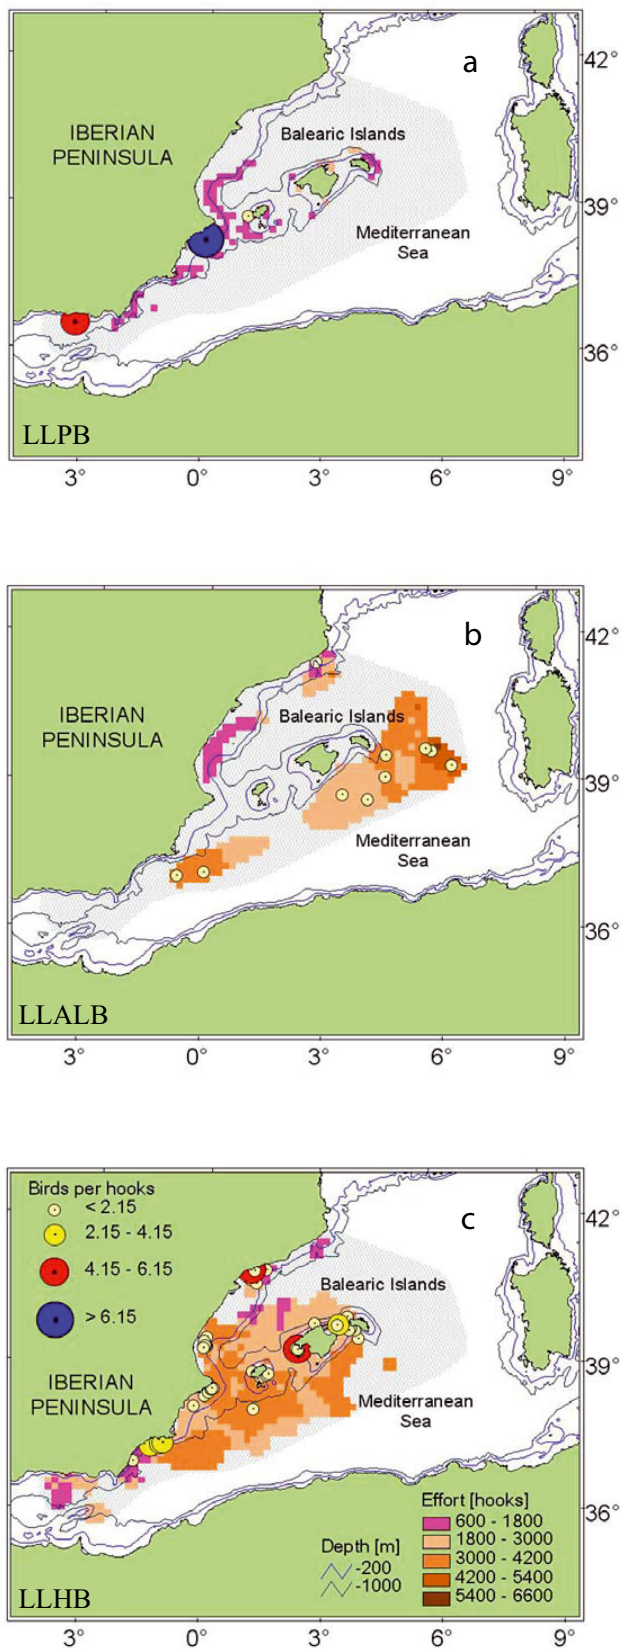 a
42°
IBERIAN
PENINSULA
Balearic Islands
39°
Mediterranean
Sea
36°
LLPB
3° 0° 3° 6° 9°
b
42°
IBERIAN
PENINSULA
Balearic Islands
39°
Mediterranean
Sea
36°
LLALB
3° 0° 3° 6° 9°
Birds per hooks
< 2.15
2.15 - 4.15
4.15 - 6.15
> 6.15
c
42°
Balearic Islands
39°
IBERIAN
PENINSULA
Mediterranean
Sea
36°
Effort [hooks]
600 - 1800
1800 - 3000
3000 - 4200
4200 - 5400
5400 - 6600
Depth [m]
-200
-1000
LLHB
3° 0° 3° 6° 9°